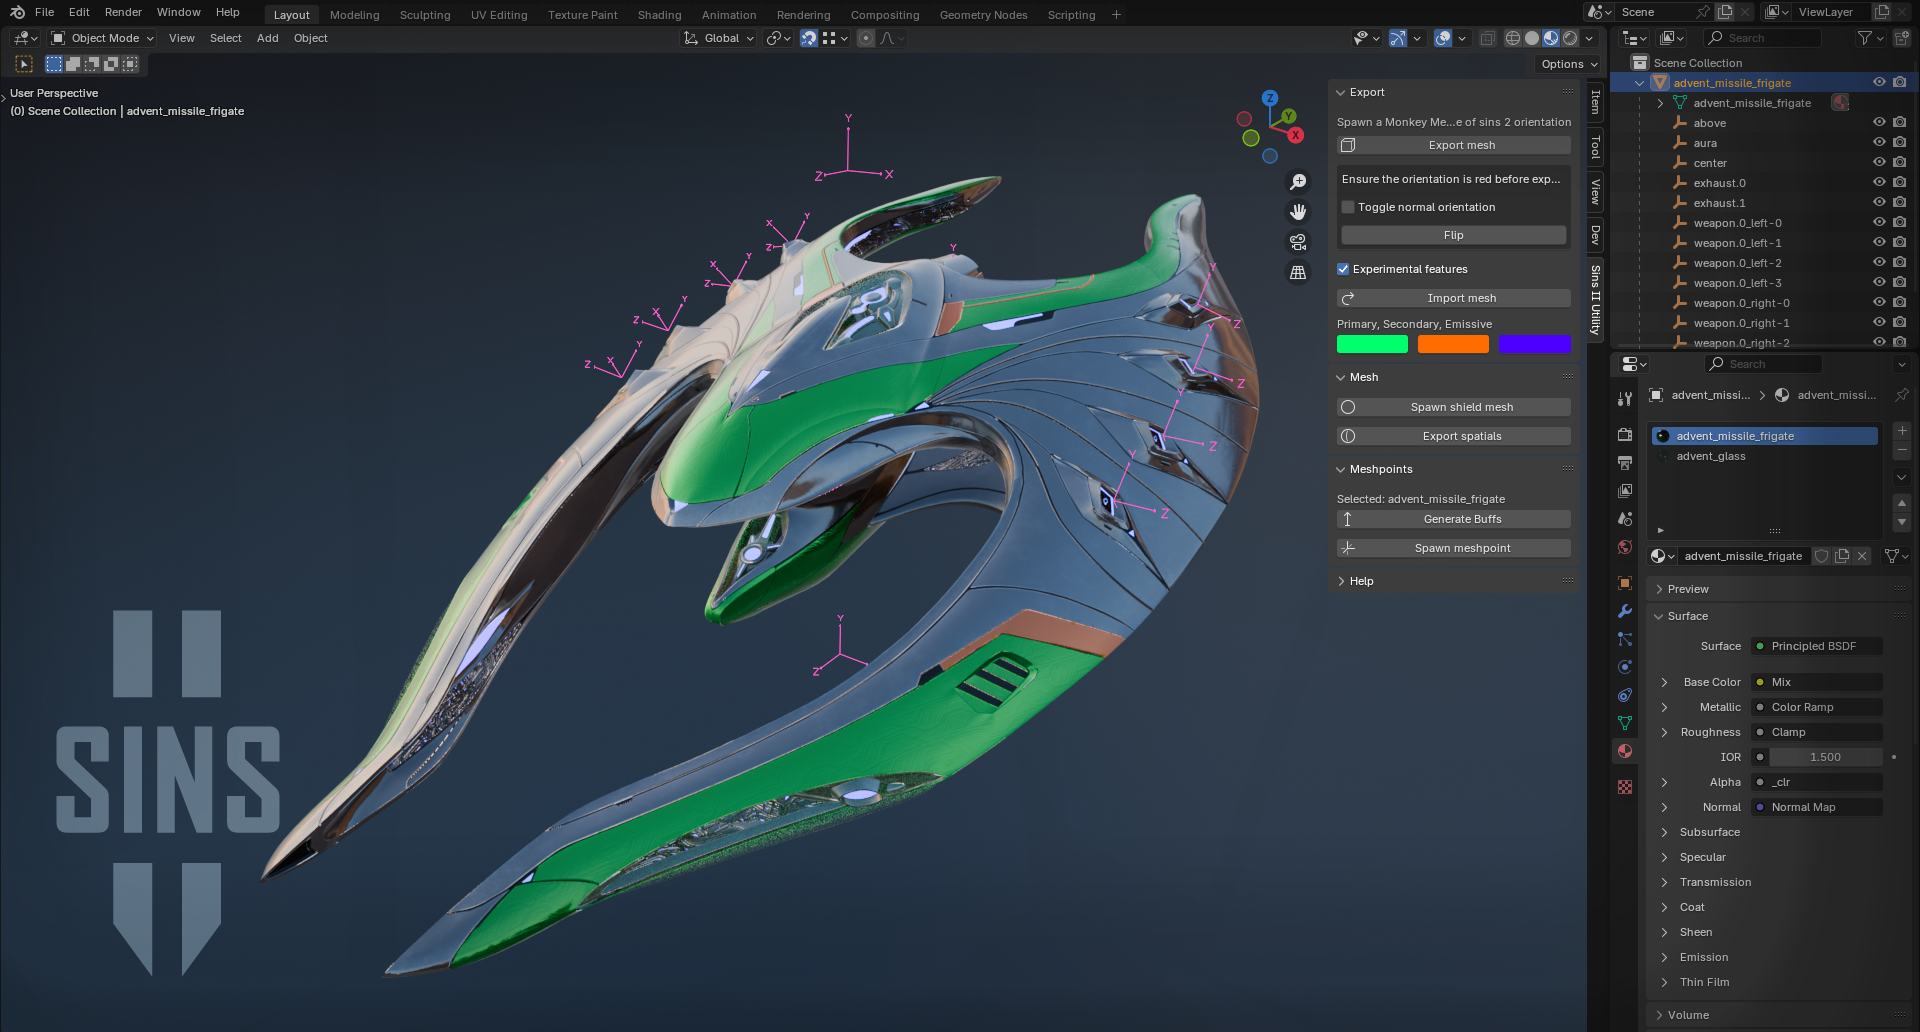 File Edit Render Window Help
Layout Modeling Sculpting UV Editing Texture Paint Shading Animation Rendering Compositing Geometry Nodes Scripting +
Scene
ViewLayer
Object Mode View Select Add Object
Global
Search
Options
User Perspective
(0) Scene Collection | advent_missile_frigate
Z
Y
X
Y
Z
X
X
Y
Z
X
Y
Z
Z
X
Y
Z
X
Y
Y
Y
Z
Y
Z
Y
Z
Y
Z
Y
Z
SINS
Export
Spawn a Monkey Me...e of sins 2 orientation
Export mesh
Ensure the orientation is red before exp...
Toggle normal orientation
Flip
Experimental features
Import mesh
Primary, Secondary, Emissive
Mesh
Spawn shield mesh
Export spatials
Meshpoints
Selected: advent_missile_frigate
Generate Buffs
Spawn meshpoint
Help
Item
Tool
View
Dev
Sins II Utility
Scene Collection
advent_missile_frigate
advent_missile_frigate
above
aura
center
exhaust.0
exhaust.1
weapon.0_left-0
weapon.0_left-1
weapon.0_left-2
weapon.0_left-3
weapon.0_right-0
weapon.0_right-1
weapon.0_right-2
Search
advent_missi... advent_missi...
advent_missile_frigate
advent_glass
advent_missile_frigate
Preview
Surface
Surface Principled BSDF
Base Color Mix
Metallic Color Ramp
Roughness Clamp
IOR 1.500
Alpha _clr
Normal Normal Map
Subsurface
Specular
Transmission
Coat
Sheen
Emission
Thin Film
Volume